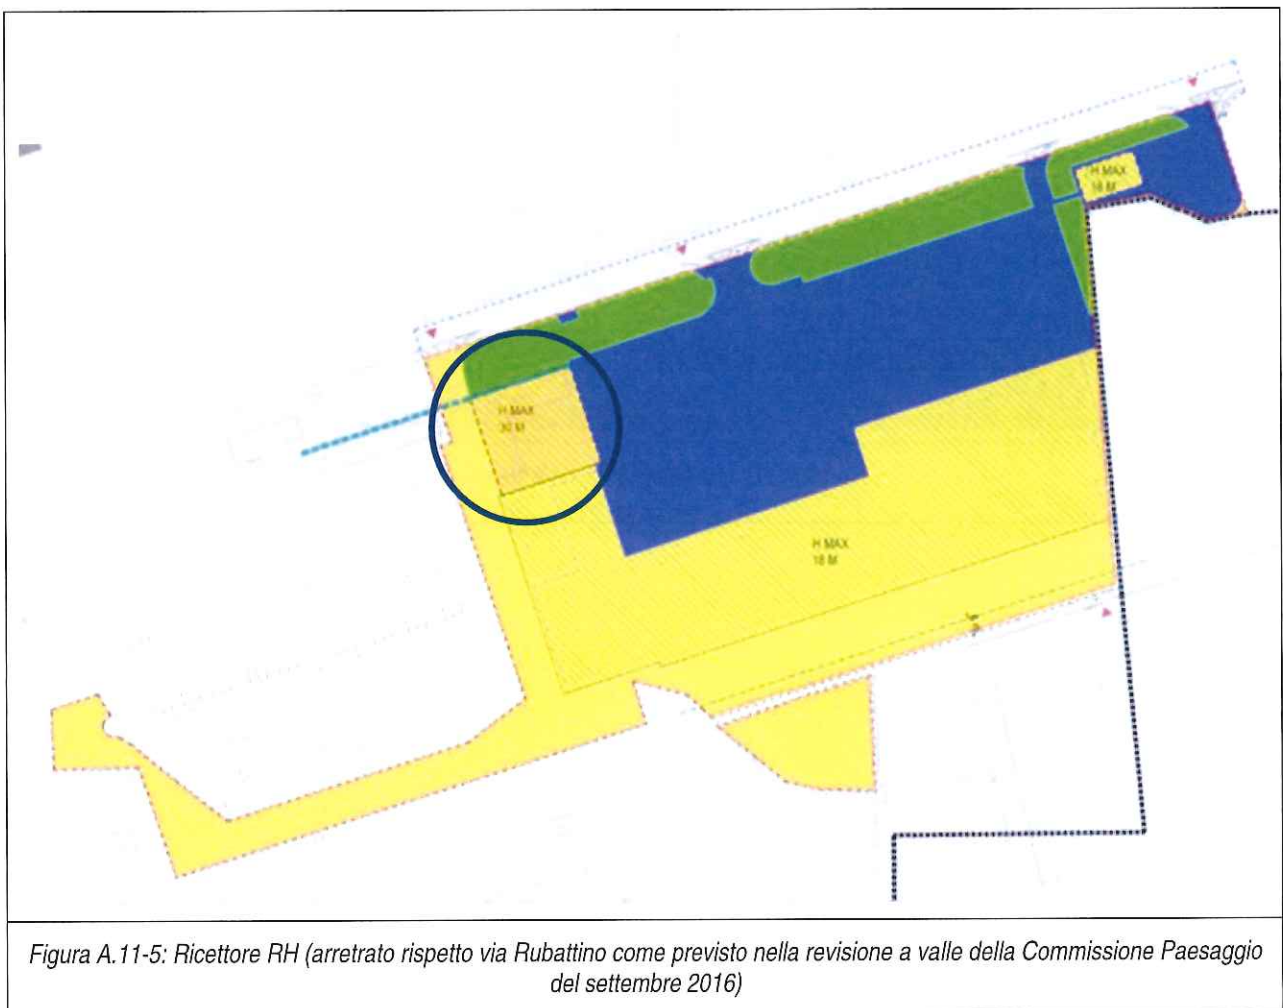 H MAX
18 M
H MAX
30 M
H MAX
18 M
Figura A.11-5: Ricettore RH (arretrato rispetto via Rubattino come previsto nella revisione a valle della Commissione Paesaggio
del settembre 2016)